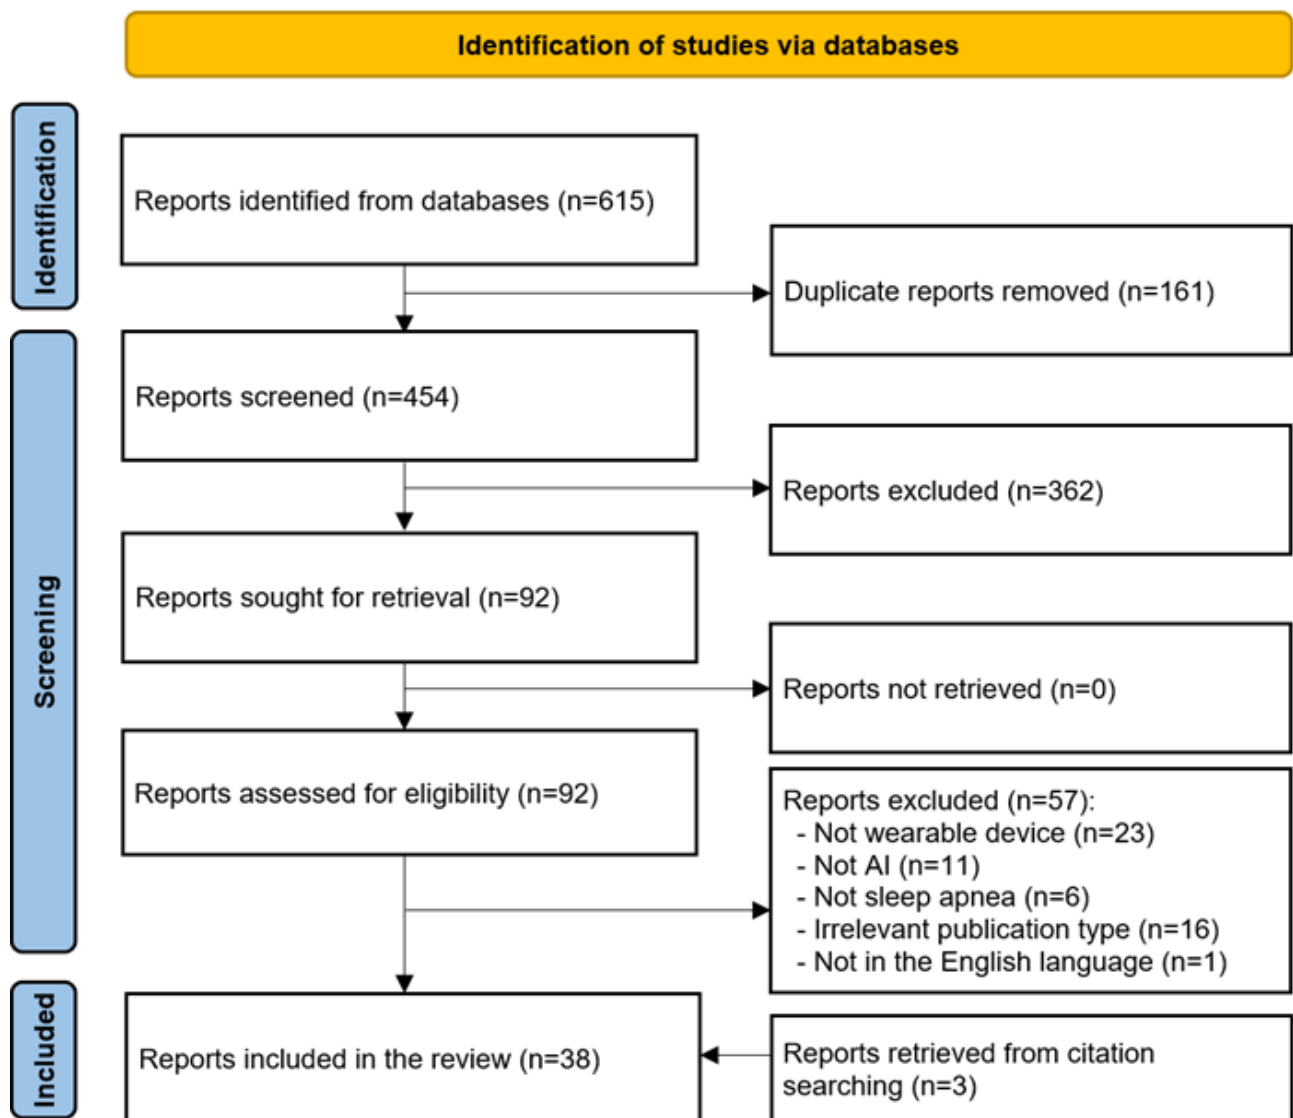 Identification of studies via databases
Identification
Reports identified from databases (n=615)
Duplicate reports removed (n=161)
Screening
Reports screened (n=454)
Reports excluded (n=362)
Reports sought for retrieval (n=92)
Reports not retrieved (n=0)
Reports assessed for eligibility (n=92)
Reports excluded (n=57):
- Not wearable device (n=23)
- Not AI (n=11)
- Not sleep apnea (n=6)
- Irrelevant publication type (n=16)
- Not in the English language (n=1)
Included
Reports included in the review (n=38)
Reports retrieved from citation
searching (n=3)